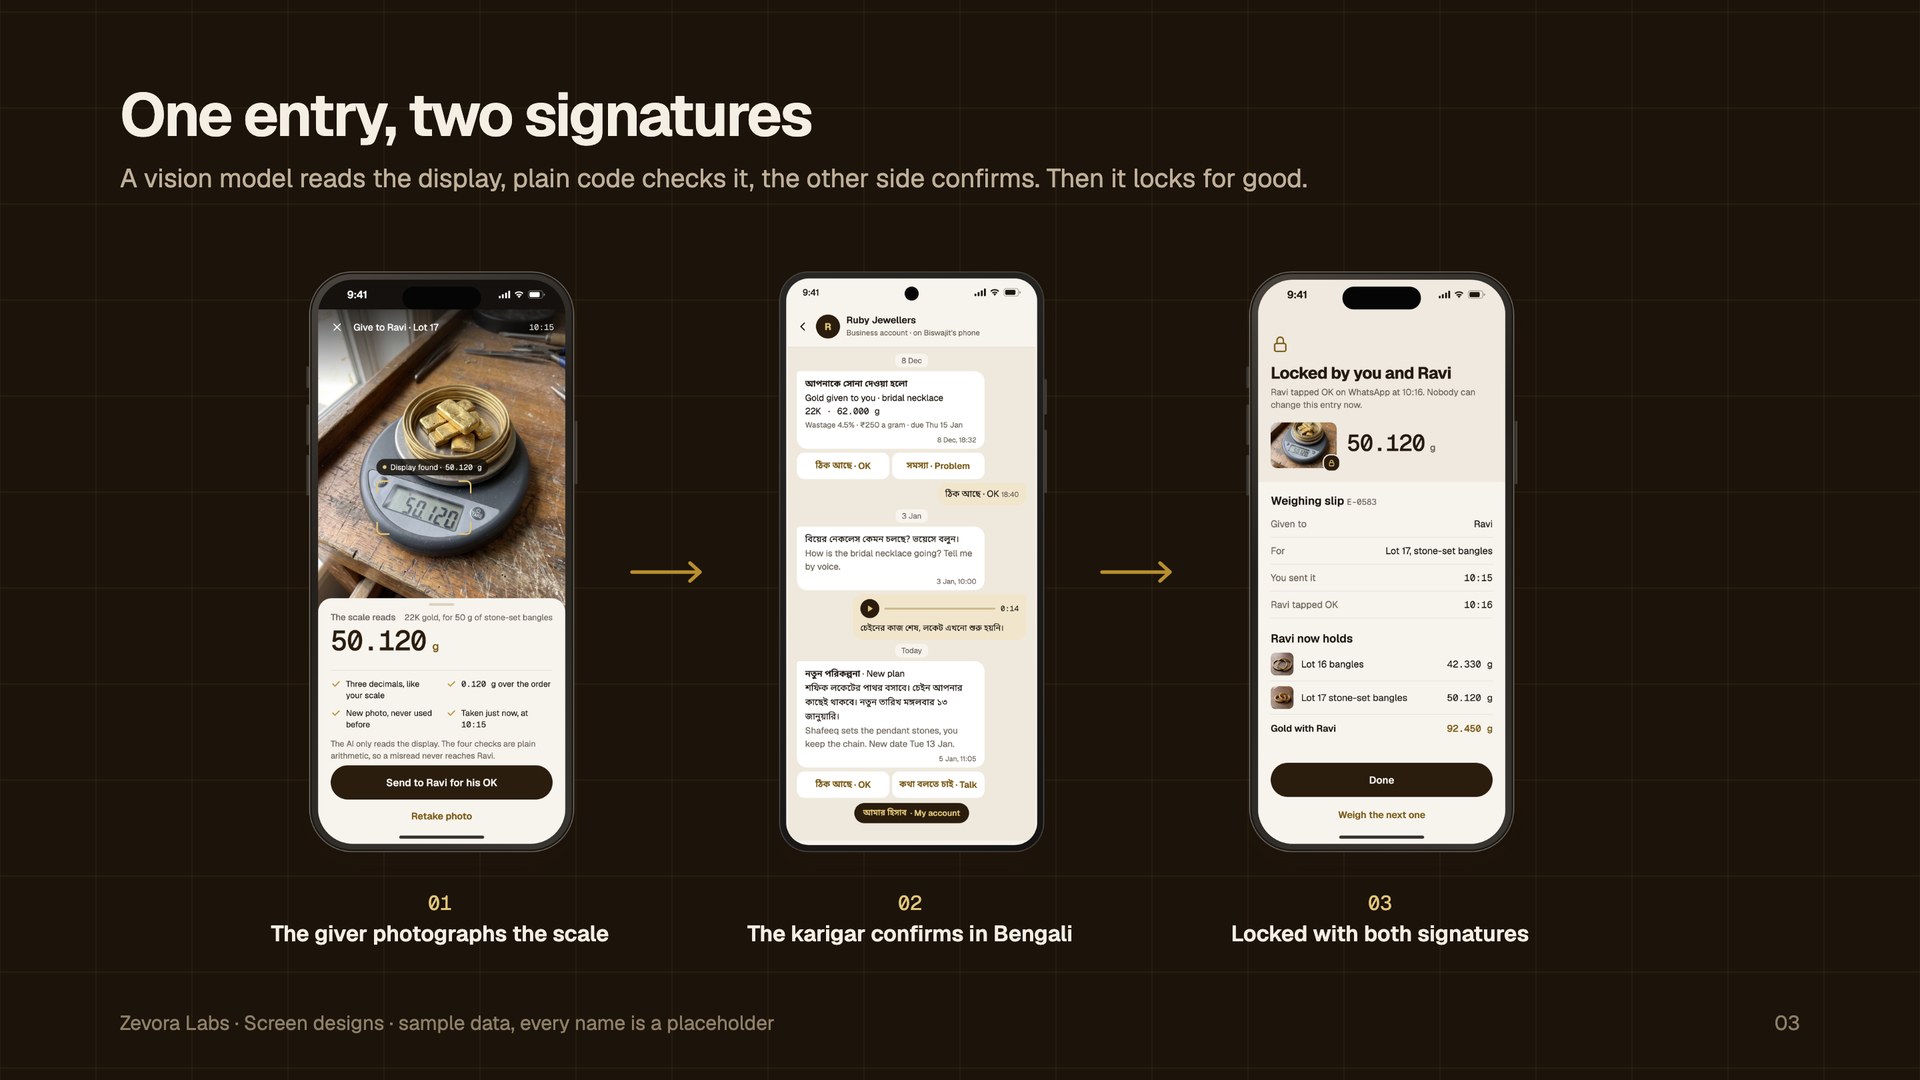 One entry, two signatures
A vision model reads the display, plain code checks it, the other side confirms. Then it locks for good.
9:41
Give to Ravi · Lot 17
10:15
Display found · 50.120 g
50.120
The scale reads
22K gold, for 50 g of stone-set bangles
50.120 g
Three decimals, like
your scale
0.120 g over the order
New photo, never used
before
Taken just now, at
10:15
The AI only reads the display. The four checks are plain
arithmetic, so a misread never reaches Ravi.
Send to Ravi for his OK
Retake photo
01
The giver photographs the scale
9:41
R
Ruby Jewellers
Business account · on Biswajit's phone
8 Dec
আপনাকে সোনা দেওয়া হলো
Gold given to you · bridal necklace
22K · 62.000 g
Wastage 4.5% · ₹250 a gram · due Thu 15 Jan
8 Dec, 18:32
ঠিক আছে · OK
সমস্যা · Problem
ঠিক আছে · OK 18:40
3 Jan
বিয়ের নেকলেস কেমন চলছে? ভয়েসে বলুন।
How is the bridal necklace going? Tell me
by voice.
3 Jan, 10:00
0:14
চেইনের কাজ শেষ, লকেট এখনো শুরু হয়নি।
Today
নতুন পরিকল্পনা · New plan
শফিক লকেটের পাথর বসাবে। চেইন আপনার
কাছেই থাকবে। নতুন তারিখ মঙ্গলবার ১৩
জানুয়ারি।
Shafeeq sets the pendant stones, you
keep the chain. New date Tue 13 Jan.
5 Jan, 11:05
ঠিক আছে · OK
কথা বলতে চাই · Talk
আমার হিসাব · My account
02
The karigar confirms in Bengali
9:41
Locked by you and Ravi
Ravi tapped OK on WhatsApp at 10:16. Nobody can
change this entry now.
50.120 g
Weighing slip E-0583
Given to
Ravi
For
Lot 17, stone-set bangles
You sent it
10:15
Ravi tapped OK
10:16
Ravi now holds
Lot 16 bangles
42.330 g
Lot 17 stone-set bangles
50.120 g
Gold with Ravi
92.450 g
Done
Weigh the next one
03
Locked with both signatures
Zevora Labs · Screen designs · sample data, every name is a placeholder
03